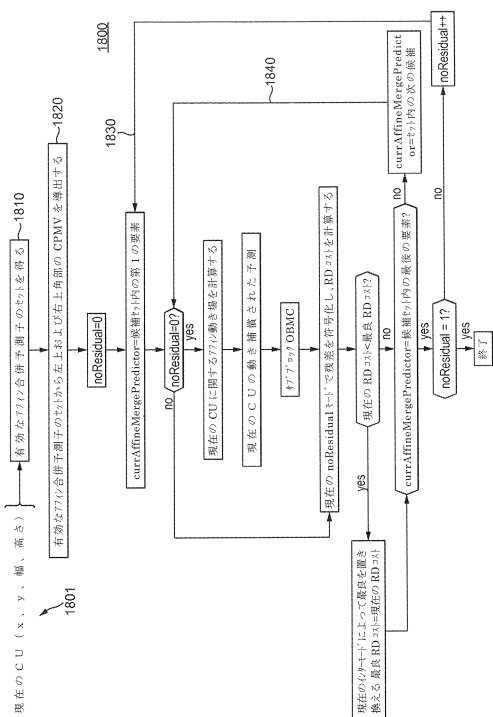 1800
現在のCU(x、y、幅、高さ)
1801
有効なアフィン合併予測子のセットを得る
1810
有効なアフィン合併予測子のセットから左上および右上角部のCPMVを導出する
1820
noResidual=0
1830
currAffineMergePredictor=候補セット内の第1の要素
1840
noResidual=0?
no
yes
現在のCUに関するアフィン動き場を計算する
現在のCUの動き補償された予測
サブブロックOBMC
現在のnoResidualモードで残差を符号化し、RDコストを計算する
現在のRDコスト<最良RDコスト?
yes
no
現在のインターモードによって最良を置き
換える 最良RDコスト=現在のRDコスト
currAffineMergePredictor=候補セット内の最後の要素?
no
currAffineMergePredict
or=セット内の次の候補
yes
noResidual = 1?
no
noResidual++
yes
終了